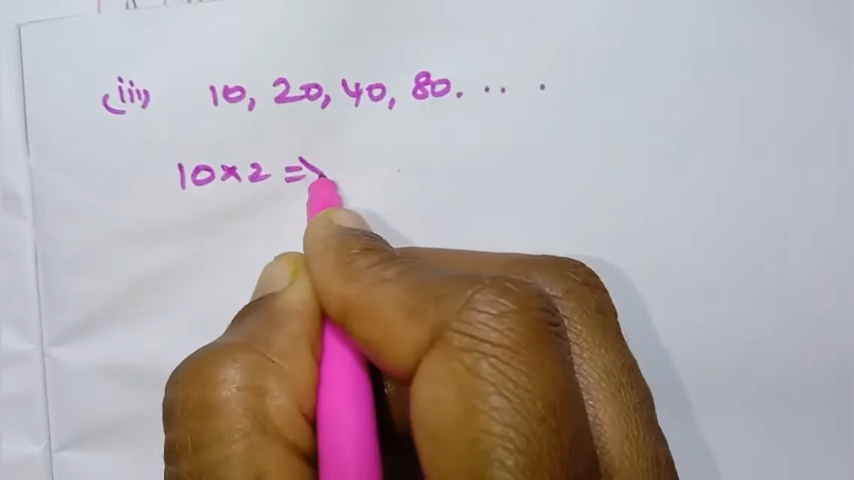 (iii) 10, 20, 40, 80. . . .
10×2 =>